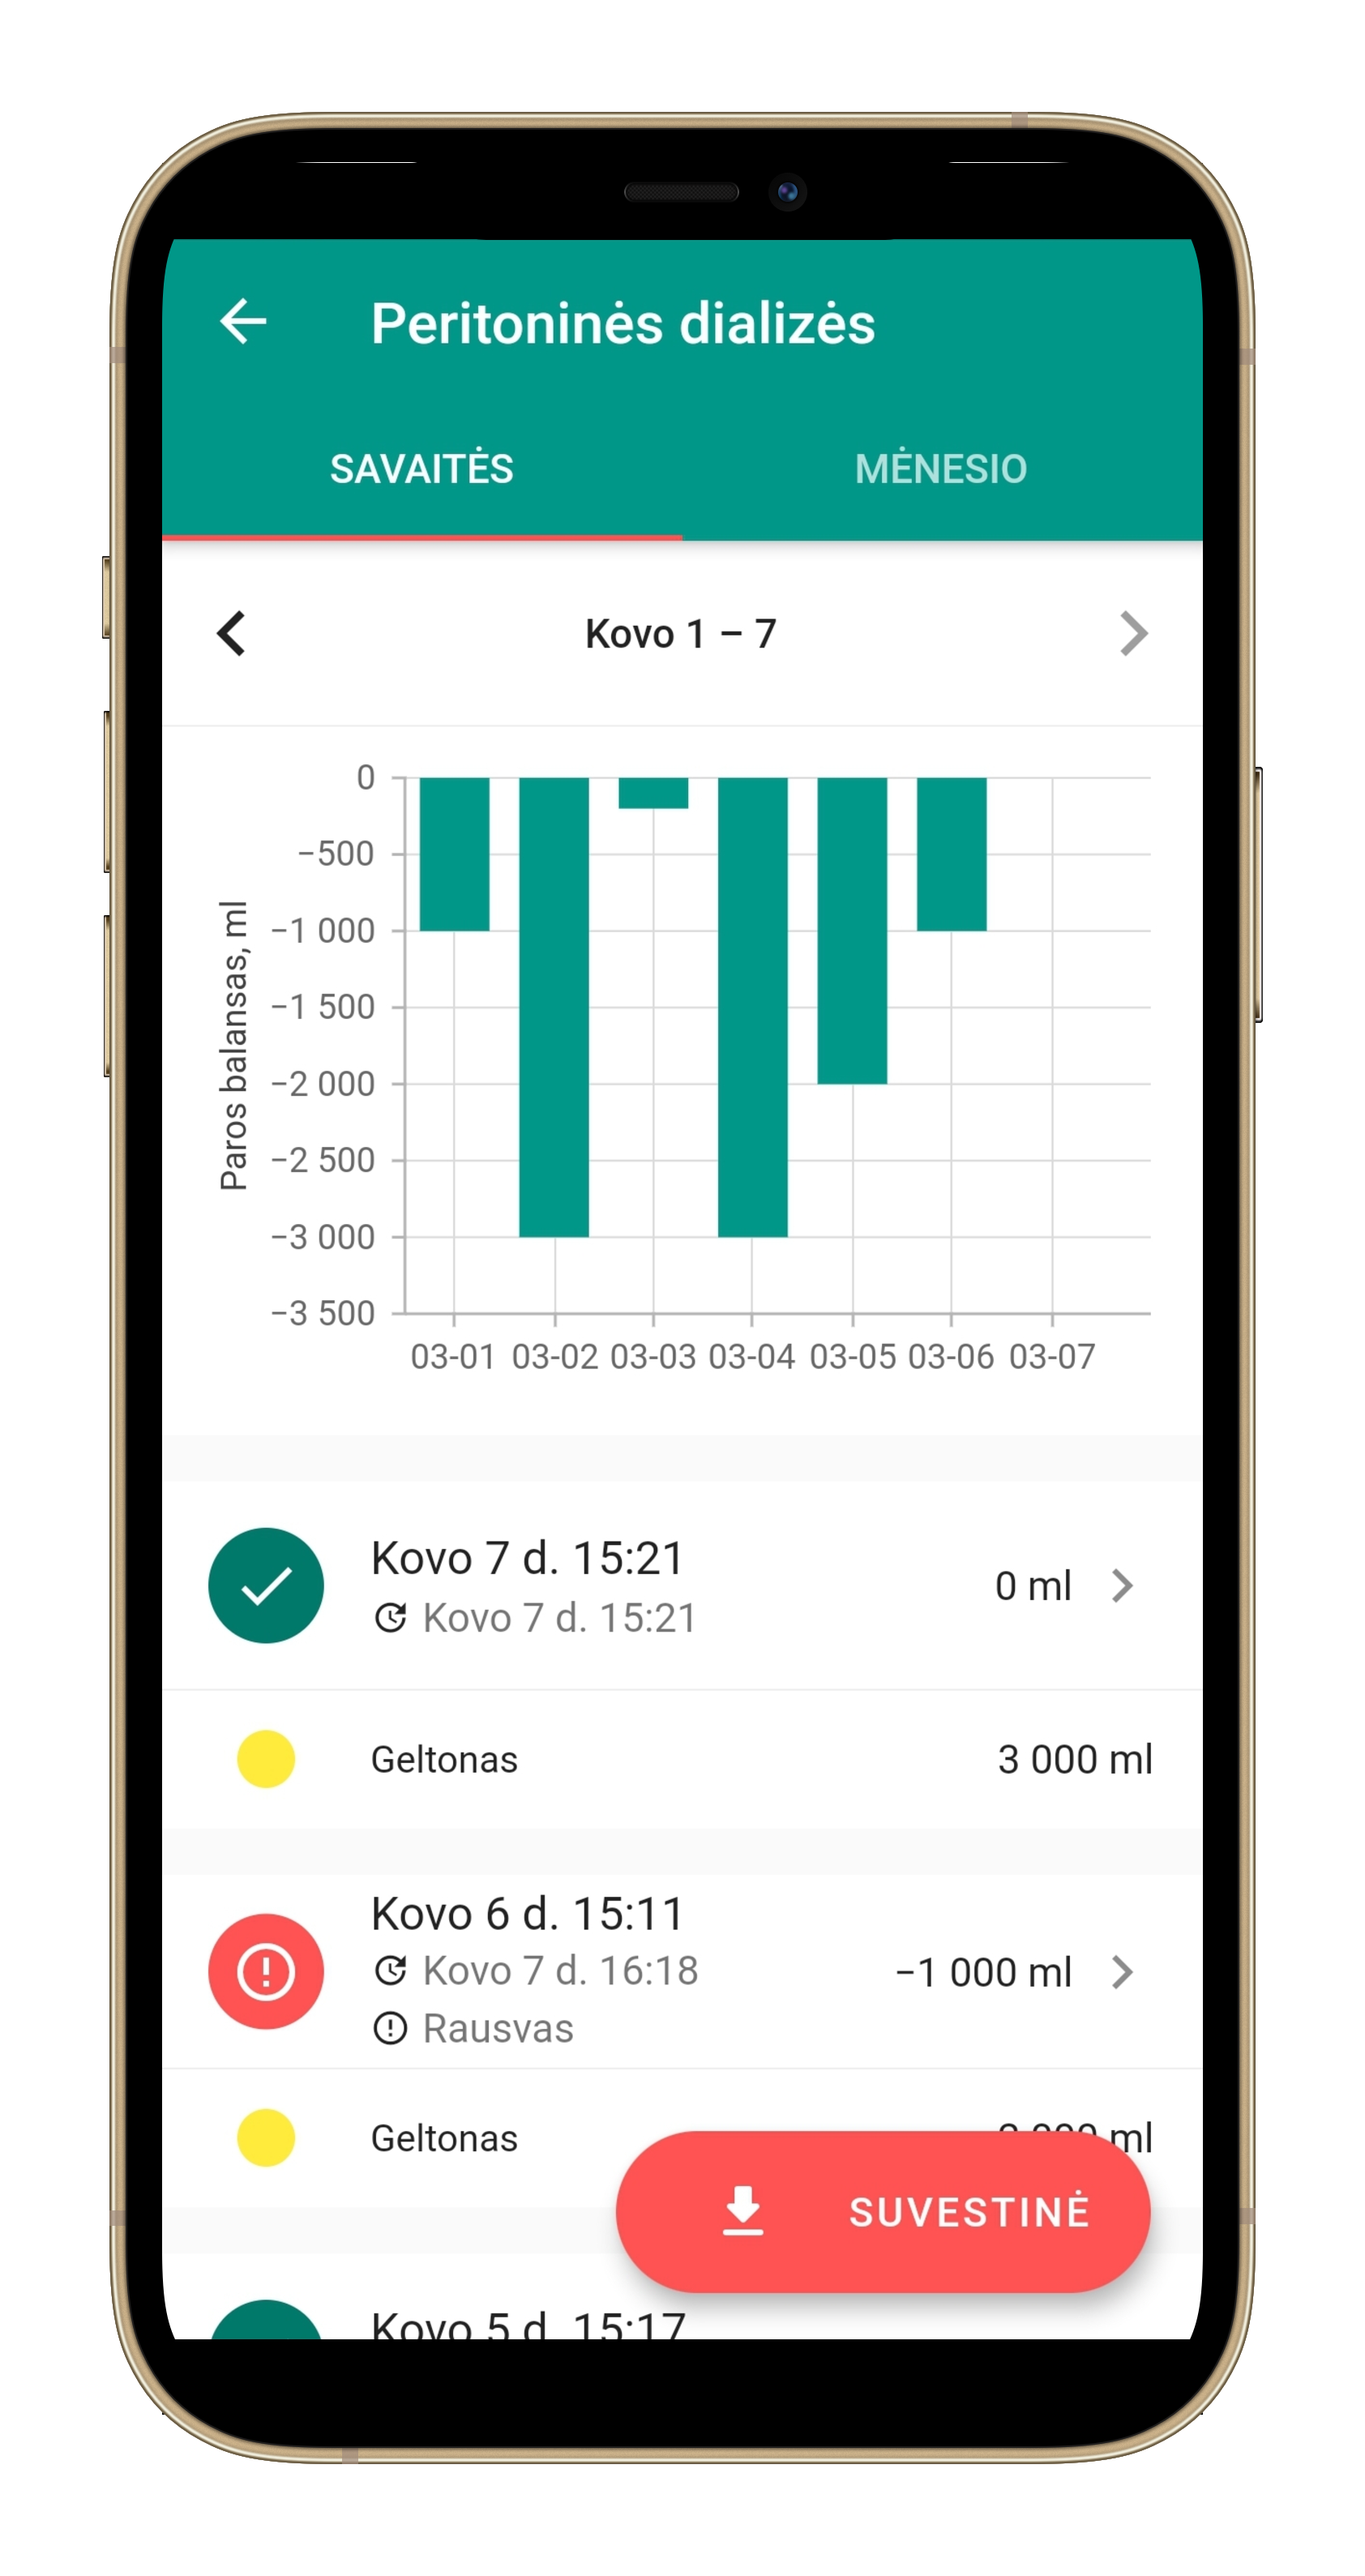 Peritoninės dializės
SAVAITĖS
MĖNESIO
Kovo 1 – 7
Paros balansas, ml
0
−500
−1 000
−1 500
−2 000
−2 500
−3 000
−3 500
03-01 03-02 03-03 03-04 03-05 03-06 03-07
Kovo 7 d. 15:21
Kovo 7 d. 15:21
0 ml
Geltonas
3 000 ml
Kovo 6 d. 15:11
Kovo 7 d. 16:18
Rausvas
−1 000 ml
Geltonas
ml
SUVESTINĖ
Kovo 5 d. 15:17